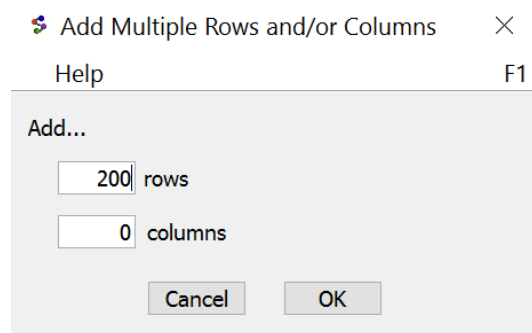 Add Multiple Rows and/or Columns
Help F1
Add...
200 rows
0 columns
Cancel OK